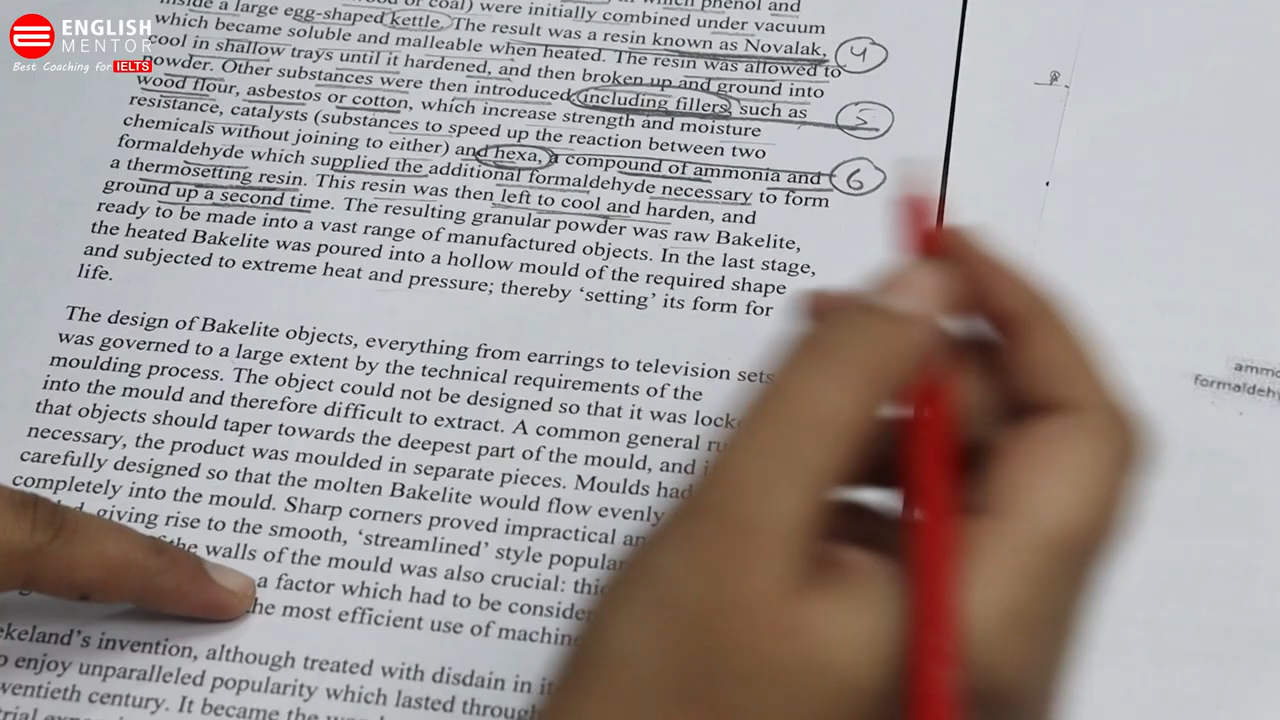 ENGLISH
MENTOR
Best Coaching for IELTS
inside a large egg-shaped kettle. The result was a resin known as Novalak,
which became soluble and malleable when heated. The resin was allowed to
cool in shallow trays until it hardened, and then broken up and ground into
powder. Other substances were then introduced, including fillers, such as
wood flour, asbestos or cotton, which increase strength and moisture
resistance, catalysts (substances to speed up the reaction between two
chemicals without joining to either) and hexa, a compound of ammonia and
formaldehyde which supplied the additional formaldehyde necessary to form
a thermosetting resin. This resin was then left to cool and harden, and
ground up a second time. The resulting granular powder was raw Bakelite,
ready to be made into a vast range of manufactured objects. In the last stage,
the heated Bakelite was poured into a hollow mould of the required shape
and subjected to extreme heat and pressure; thereby ‘setting’ its form for
life.
4
5
6
The design of Bakelite objects, everything from earrings to television sets
was governed to a large extent by the technical requirements of the
moulding process. The object could not be designed so that it was
into the mould and therefore difficult to extract. A common general
that objects should taper towards the deepest part of the mould, and
necessary, the product was moulded in separate pieces. Moulds had
carefully designed so that the molten Bakelite would flow evenly
completely into the mould. Sharp corners proved impractical
giving rise to the smooth, ‘streamlined’ style
the walls of the mould was also crucial:
a factor which had to be
the most efficient use of
invention, although treated with disdain in
enjoy unparalleled popularity which lasted
century. It became the
8